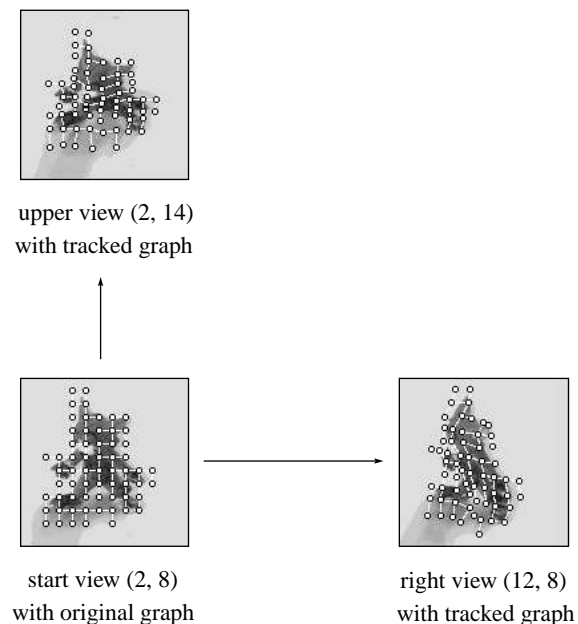 upper view (2, 14)
with tracked graph
start view (2, 8)
with original graph
right view (12, 8)
with tracked graph